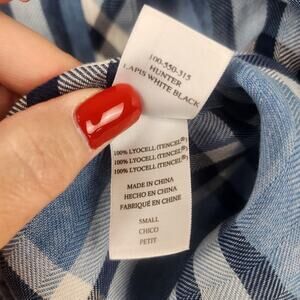 100-550-315
HUNTER
LAPIS WHITE BLACK
100% LYOCELL (TENCEL®)
100% LYOCELL (TENCEL®)
100% LYOCELL (TENCEL®)
MADE IN CHINA
HECHO EN CHINA
FABRIQUÉ EN CHINE
SMALL
CHICO
PETIT